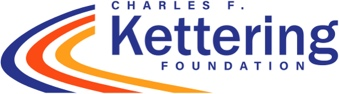 CHARLES F.
Kettering
FOUNDATION